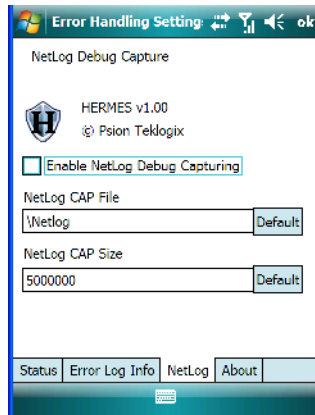 Error Handling Setting: ok
NetLog Debug Capture
H
HERMES v1.00
© Psion Teklogix
Enable NetLog Debug Capturing
NetLog CAP File
\Netlog Default
NetLog CAP Size
5000000 Default
Status Error Log Info NetLog About